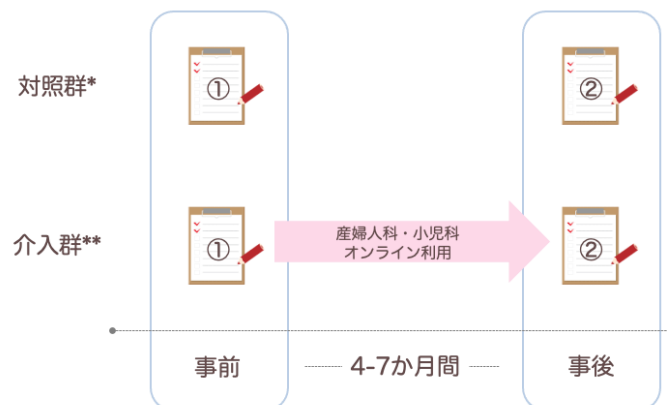 対照群*
①
②
介入群**
①
産婦人科・小児科
オンライン利用
②
事前
4-7か月間
事後